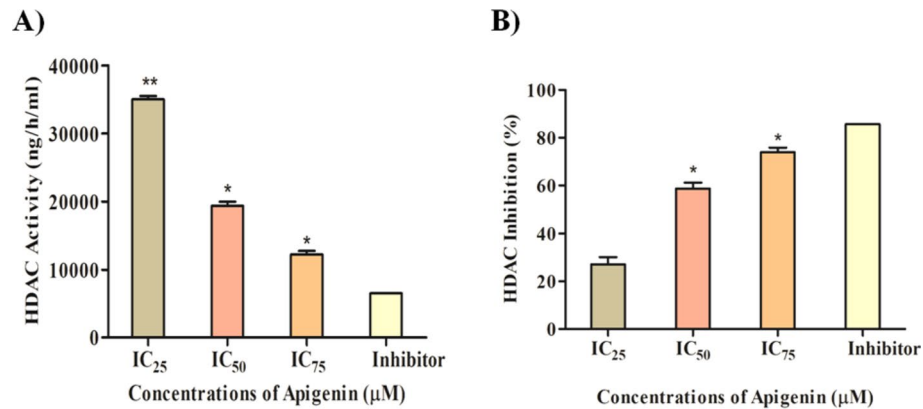 A)
B)
HDAC Activity (ng/h/ml)
40000
30000
20000
10000
0
**
*
*
IC25 IC50 IC75 Inhibitor
Concentrations of Apigenin (µM)
HDAC Inhibition (%)
100
80
60
40
20
0
*
*
IC25 IC50 IC75 Inhibitor
Concentrations of Apigenin (µM)